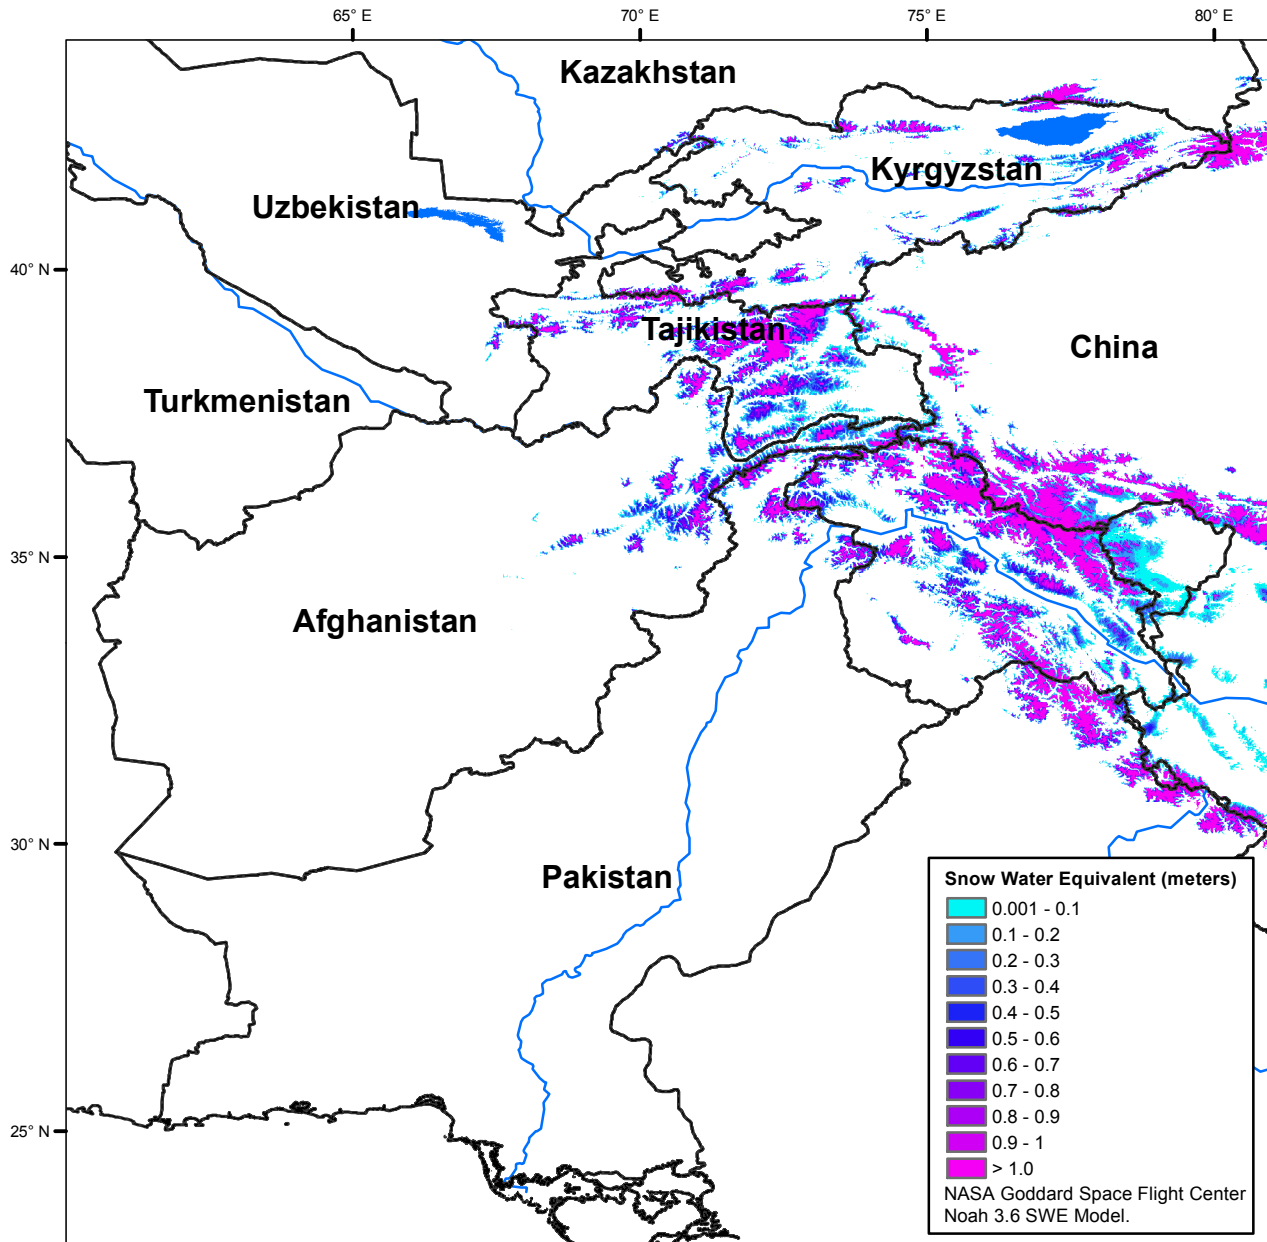 65° E
70° E
75° E
80° E
Kazakhstan
Kyrgyzstan
Uzbekistan
40° N
Tajikistan
China
Turkmenistan
35° N
Afghanistan
30° N
Pakistan
25° N
Snow Water Equivalent (meters)
0.001 - 0.1
0.1 - 0.2
0.2 - 0.3
0.3 - 0.4
0.4 - 0.5
0.5 - 0.6
0.6 - 0.7
0.7 - 0.8
0.8 - 0.9
0.9 - 1
> 1.0
NASA Goddard Space Flight Center
Noah 3.6 SWE Model.